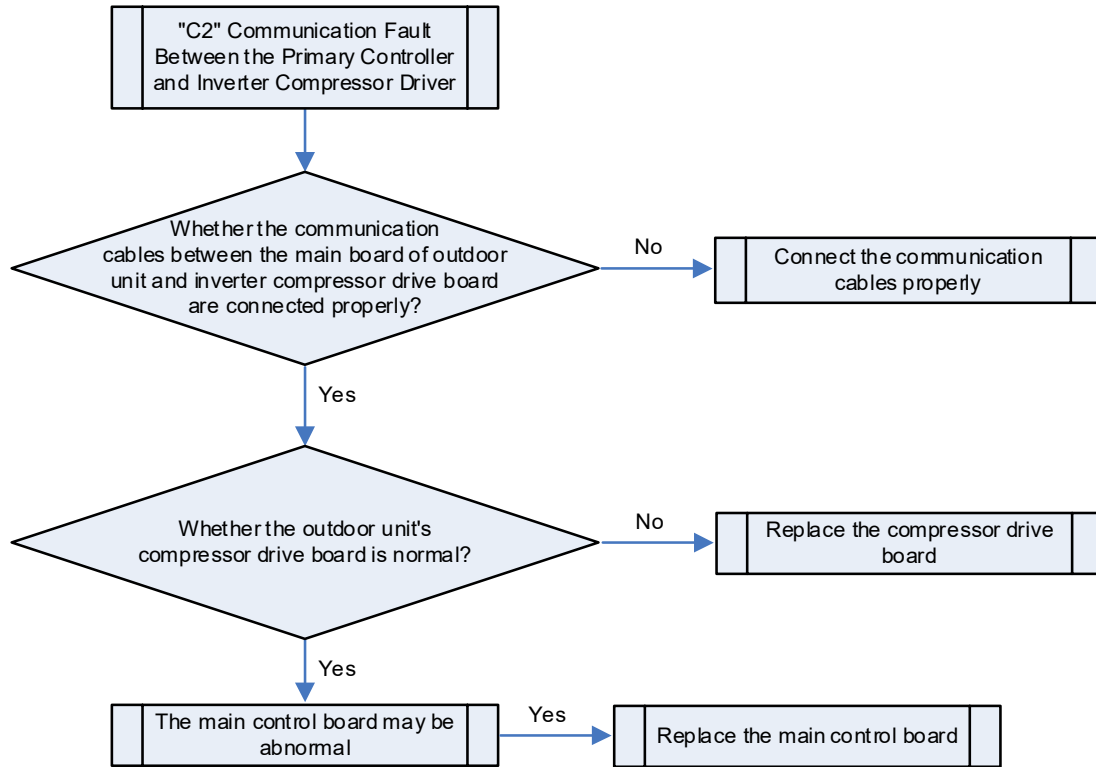 "C2" Communication Fault
Between the Primary Controller
and Inverter Compressor Driver
Whether the communication
cables between the main board of outdoor
unit and inverter compressor drive board
are connected properly?
No
Connect the communication
cables properly
Yes
Whether the outdoor unit's
compressor drive board is normal?
No
Replace the compressor drive
board
Yes
The main control board may be
abnormal
Yes
Replace the main control board